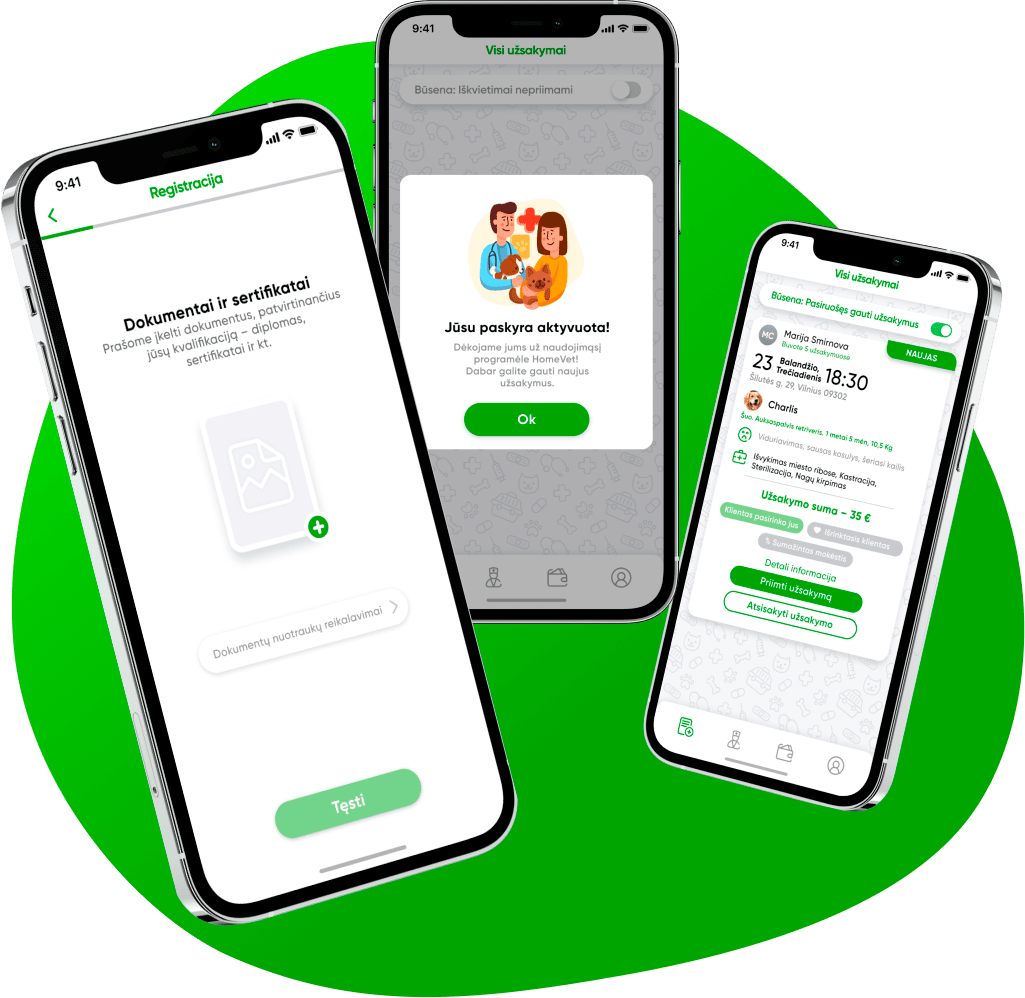 9:41
Registracija
Dokumentai ir sertifikatai
Prašome įkelti dokumentus, patvirtinančius
jūsų kvalifikaciją – diplomas,
sertifikatai ir kt.
Dokumentų nuotraukų reikalavimai
Tęsti
9:41
Visi užsakymai
Būsena: Iškvietimai nepriimami
Jūsu paskyra aktyvuota!
Dėkojame jums už naudojimąsį
programėle HomeVet!
Dabar galite gauti naujus
užsakymus.
Ok
9:41
Visi užsakymai
Būsena: Pasiruošęs gauti užsakymus
NAUJAS
MC
Marija Smirnova
Buvote 5 užsakymuose
23 Balandžio, Trečiadienis 18:30
Šilutės g. 29, Vilnius 09302
Charlis
Šuo. Auksaspalvis retriveris, 1 metai 5 mėn, 10,5 Kg
Viduriavimas, sausas kosulys, šeriasi kailis
Išvykimas miesto ribose, Kastracija,
Sterilizacija, Nagų kirpimas
Užsakymo suma – 35 €
Klientas pasirinko jus
Išrinktasis klientas
% Sumažintas mokėstis
Detali informacija
Priimti užsakymą
Atsisakyti užsakymo